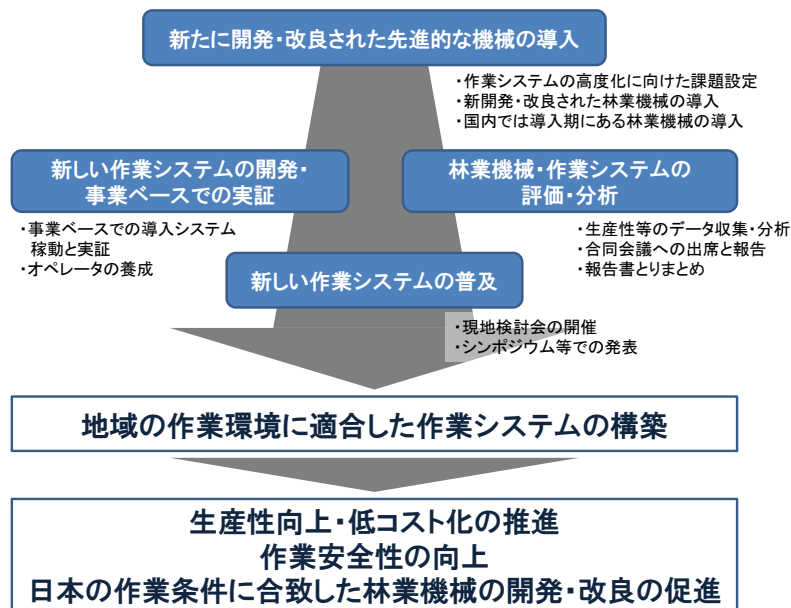 新たに開発・改良された先進的な機械の導入
・作業システムの高度化に向けた課題設定
・新開発・改良された林業機械の導入
・国内では導入期にある林業機械の導入
新しい作業システムの開発・
事業ベースでの実証
・事業ベースでの導入システム
稼動と実証
・オペレータの養成
林業機械・作業システムの
評価・分析
・生産性等のデータ収集・分析
・合同会議への出席と報告
・報告書とりまとめ
新しい作業システムの普及
・現地検討会の開催
・シンポジウム等での発表
地域の作業環境に適合した作業システムの構築
生産性向上・低コスト化の推進
作業安全性の向上
日本の作業条件に合致した林業機械の開発・改良の促進